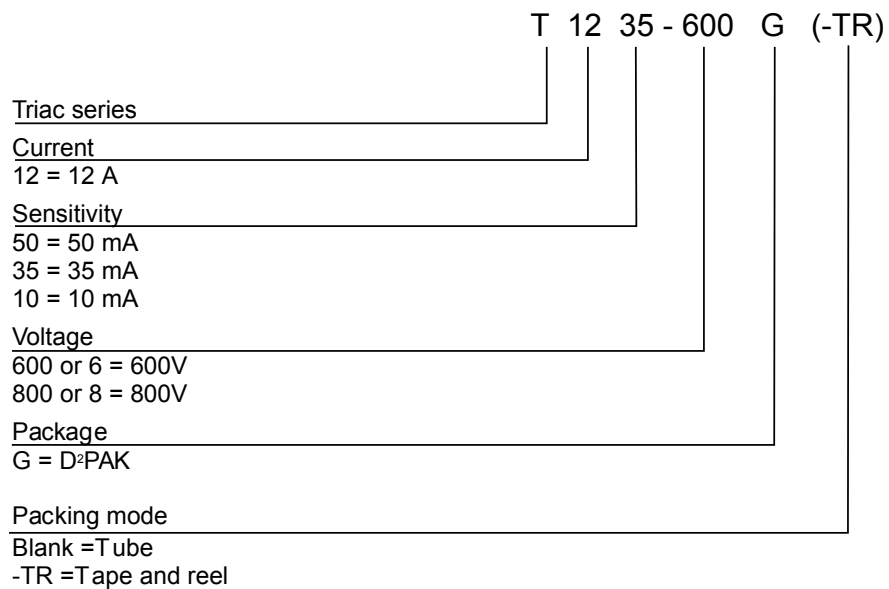 T 12 35 - 600 G (-TR)
Triac series
Current
12 = 12 A
Sensitivity
50 = 50 mA
35 = 35 mA
10 = 10 mA
Voltage
600 or 6 = 600V
800 or 8 = 800V
Package
G = D²PAK
Packing mode
Blank =Tube
-TR =Tape and reel